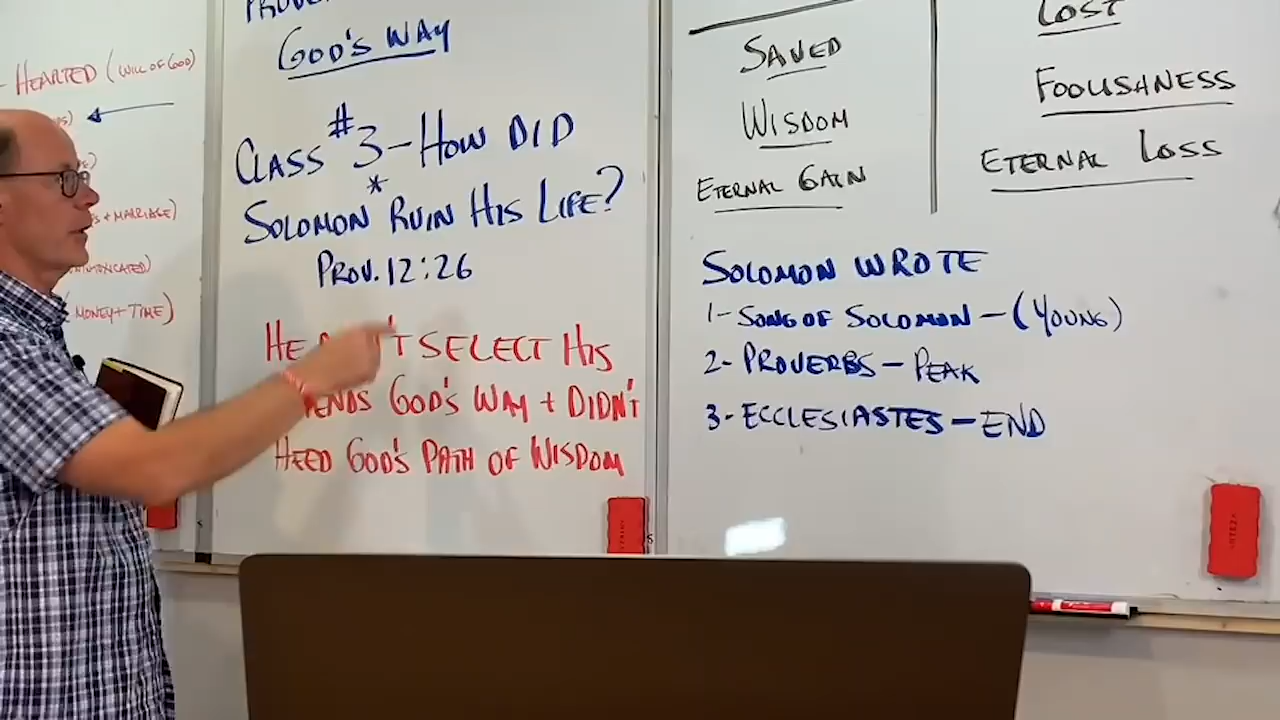 HEARTED (WILL OF GOD)
+ MARRIAGE)
MONEY + TIME)
GOD'S WAY
CLASS #3 - HOW DID
SOLOMON* RUIN HIS LIFE?
PROV. 12:26
HE SELECT HIS
GOD'S WAY + DIDN'T
HEED GOD'S PATH OF WISDOM
SAVED
WISDOM
ETERNAL GAIN
LOST
FOOLISHNESS
ETERNAL LOSS
SOLOMON WROTE
1- SONG OF SOLOMON - (YOUNG)
2- PROVERBS - PEAK
3- ECCLESIASTES - END